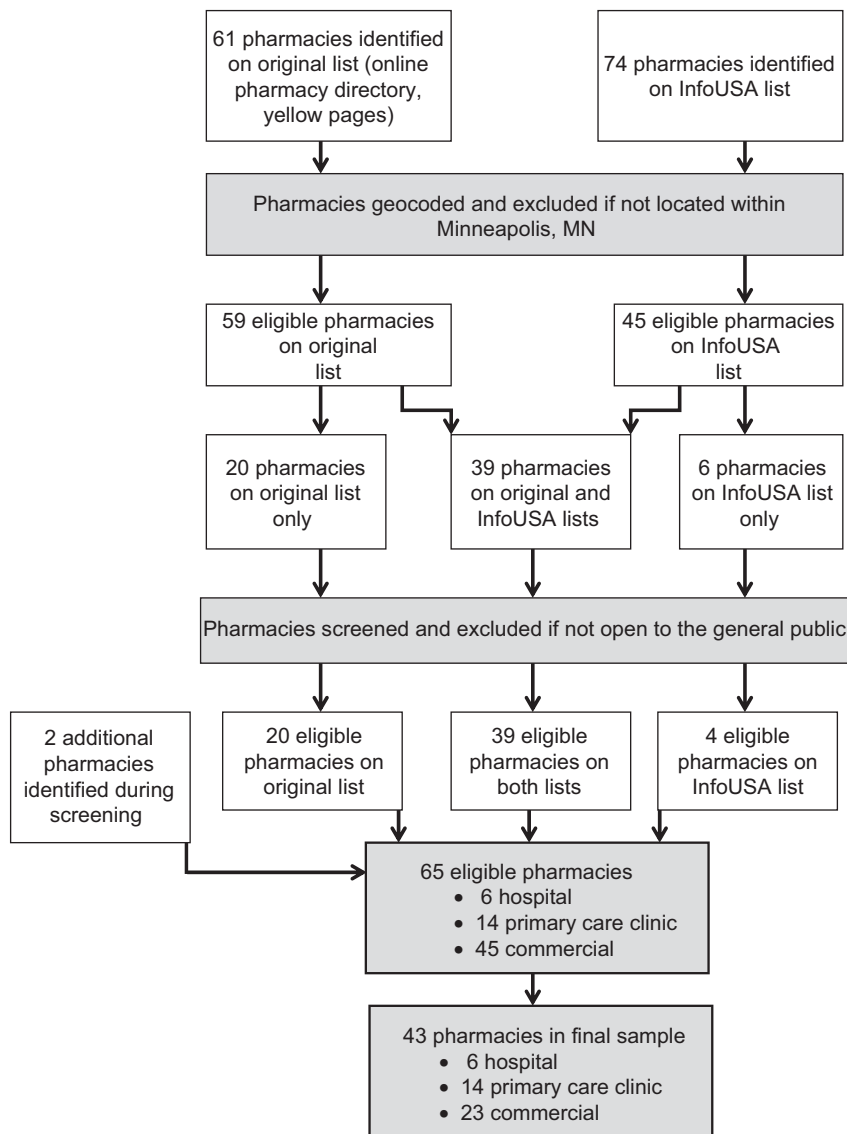 61 pharmacies identified
on original list (online
pharmacy directory,
yellow pages)
74 pharmacies identified
on InfoUSA list
Pharmacies geocoded and excluded if not located within
Minneapolis, MN
59 eligible pharmacies
on original
list
45 eligible pharmacies
on InfoUSA
list
20 pharmacies
on original list
only
39 pharmacies
on original and
InfoUSA lists
6 pharmacies
on InfoUSA list
only
Pharmacies screened and excluded if not open to the general public
2 additional
pharmacies
identified during
screening
20 eligible
pharmacies on
original list
39 eligible
pharmacies on
both lists
4 eligible
pharmacies on
InfoUSA list
65 eligible pharmacies
• 6 hospital
• 14 primary care clinic
• 45 commercial
43 pharmacies in final sample
• 6 hospital
• 14 primary care clinic
• 23 commercial